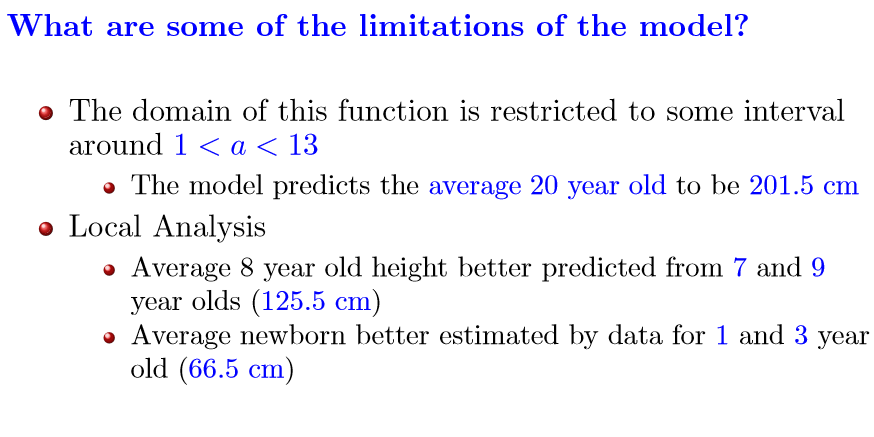 What are some of the limitations of the model?
The domain of this function is restricted to some interval
around 1 < a < 13
The model predicts the average 20 year old to be 201.5 cm
Local Analysis
Average 8 year old height better predicted from 7 and 9
year olds (125.5 cm)
Average newborn better estimated by data for 1 and 3 year
old (66.5 cm)